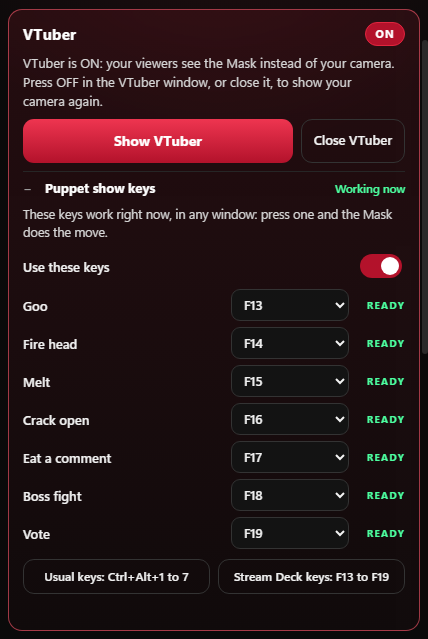 VTuber
ON
VTuber is ON: your viewers see the Mask instead of your camera.
Press OFF in the VTuber window, or close it, to show your
camera again.
Show VTuber
Close VTuber
– Puppet show keys
Working now
These keys work right now, in any window: press one and the Mask
does the move.
Use these keys
Goo F13 READY
Fire head F14 READY
Melt F15 READY
Crack open F16 READY
Eat a comment F17 READY
Boss fight F18 READY
Vote F19 READY
Usual keys: Ctrl+Alt+1 to 7
Stream Deck keys: F13 to F19